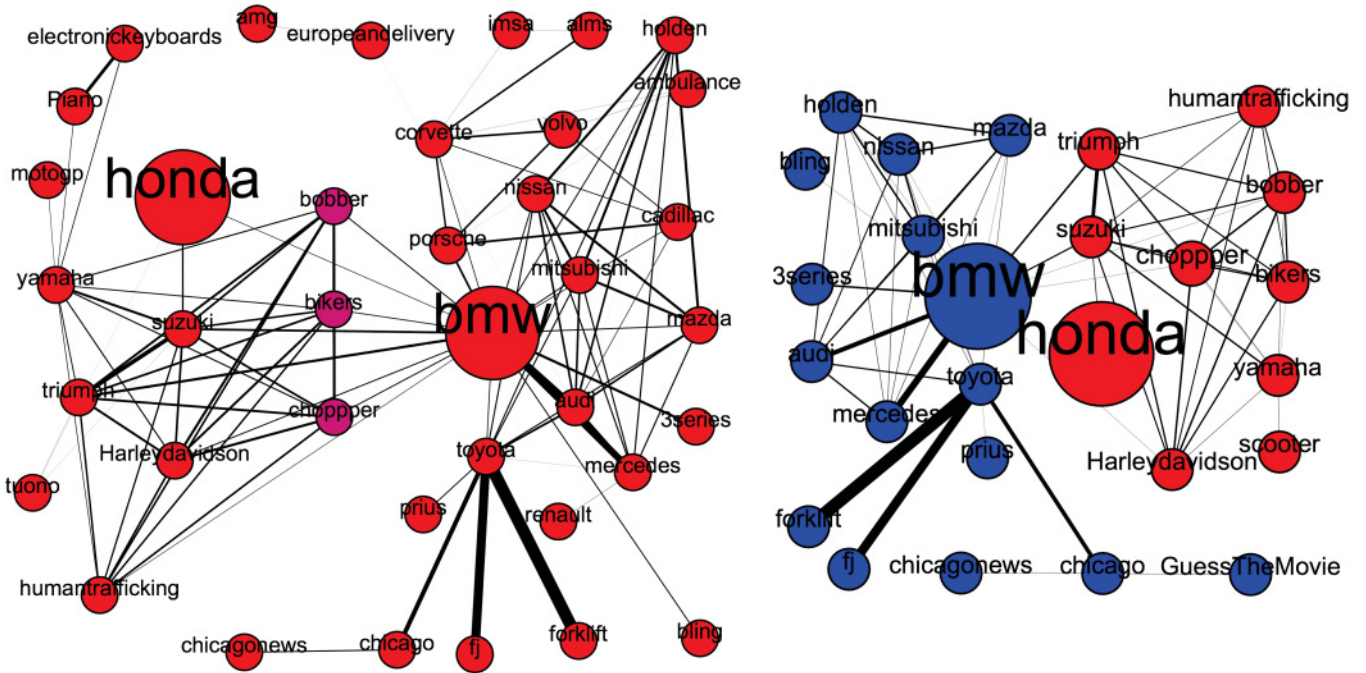 amg
electronickeyboards
europeandelivery
imsa
alms
holden
Piano
ambulance
corvette
volvo
motogp
honda
nissan
bobber
cadillac
porsche
yamaha
mitsubishi
bikers
suzuki
bmw
mazda
triumph
choppper
audi
3series
Harleydavidson
toyota
mercedes
tuono
prius
renault
humantrafficking
chicagonews
chicago
fj
forklift
bling
holden
mazda
humantrafficking
triumph
bling
nissan
bobber
mitsubishi
suzuki
choppper
3series
bmw
bikers
honda
audi
toyota
yamaha
mercedes
prius
Harleydavidson
scooter
forklift
fj
chicagonews
chicago
GuessTheMovie